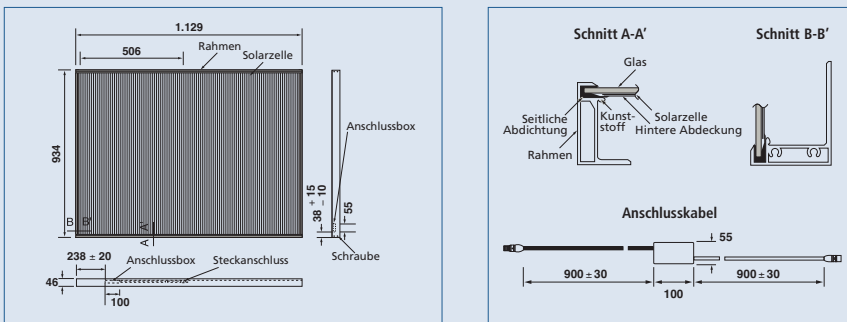 1.129
506
Rahmen
Solarzelle
934
Anschlussbox
38 + 15
− 10
55
B B'
A'
A
Schraube
238 ± 20
Anschlussbox
Steckanschluss
46
100
Schnitt A-A'
Schnitt B-B'
Glas
Seitliche
Abdichtung
Kunst-
stoff
Solarzelle
Hintere Abdeckung
Rahmen
Anschlusskabel
55
900 ± 30
900 ± 30
100